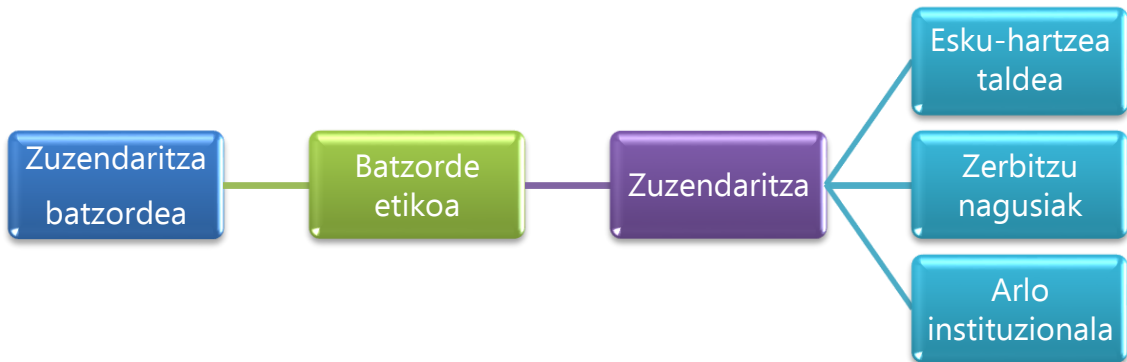 Zuzendaritza
batzordea
Batzorde
etikoa
Zuzendaritza
Esku-hartzea
taldea
Zerbitzu
nagusiak
Arlo
instituzionala